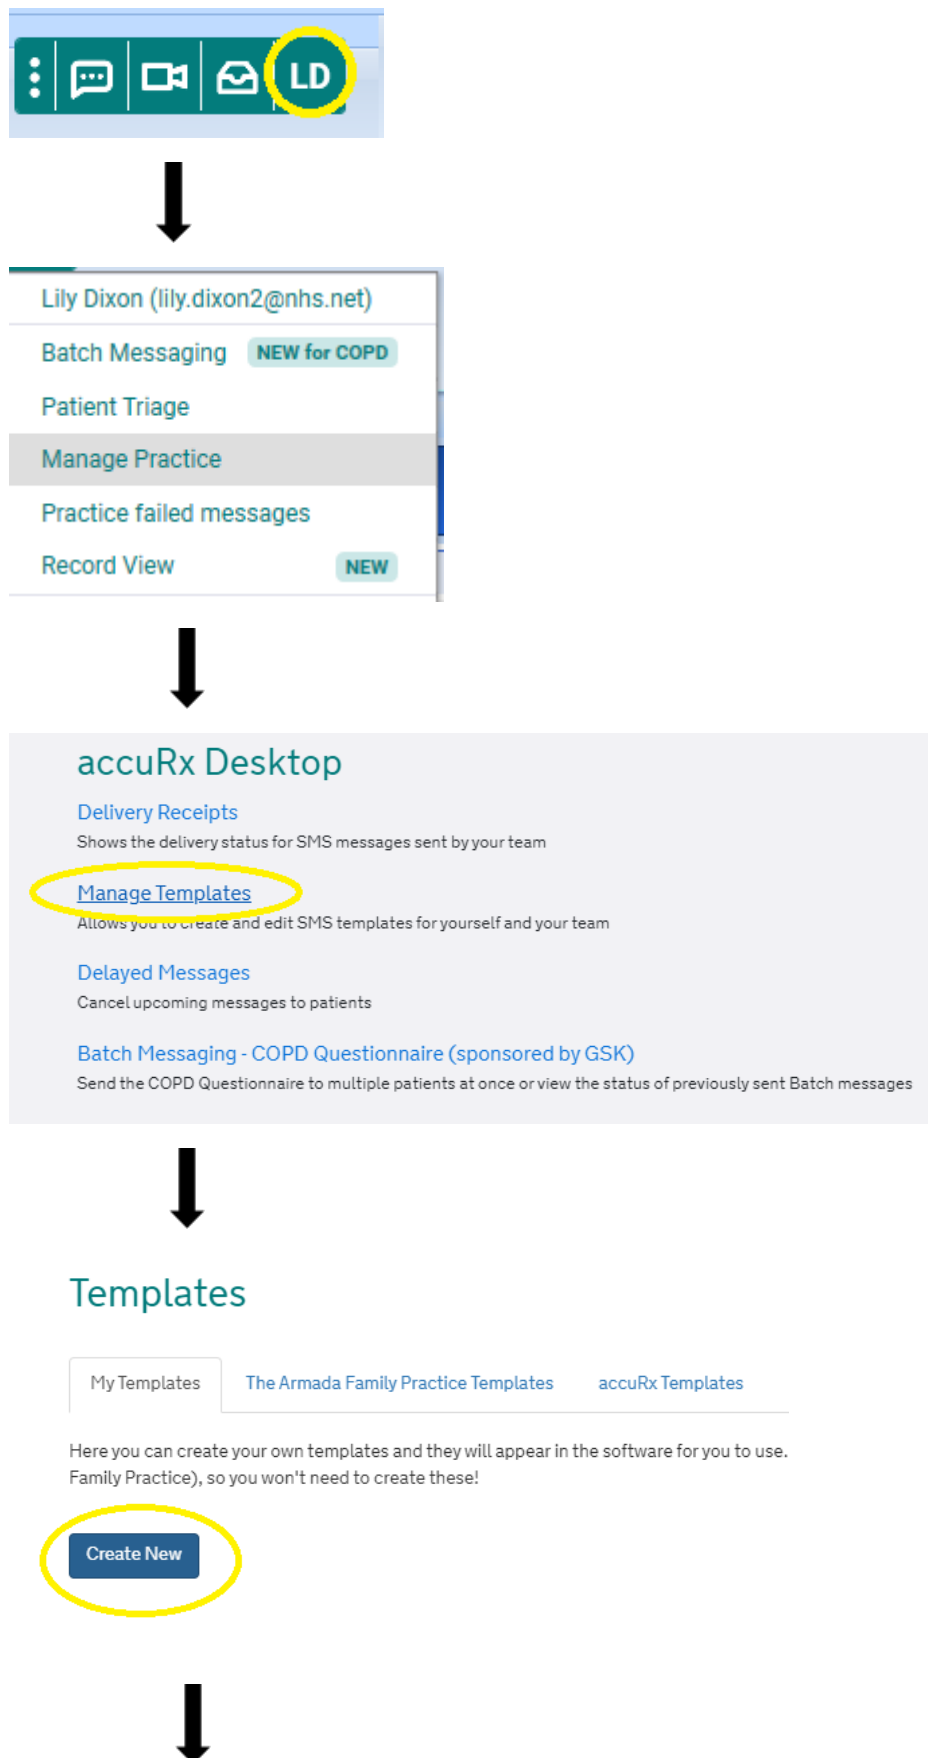 LD
Lily Dixon (lily.dixon2@nhs.net)
Batch Messaging NEW for COPD
Patient Triage
Manage Practice
Practice failed messages
Record View NEW
accuRx Desktop
Delivery Receipts
Shows the delivery status for SMS messages sent by your team
Manage Templates
Allows you to create and edit SMS templates for yourself and your team
Delayed Messages
Cancel upcoming messages to patients
Batch Messaging - COPD Questionnaire (sponsored by GSK)
Send the COPD Questionnaire to multiple patients at once or view the status of previously sent Batch messages
Templates
My Templates The Armada Family Practice Templates accuRx Templates
Here you can create your own templates and they will appear in the software for you to use.
Family Practice), so you won't need to create these!
Create New